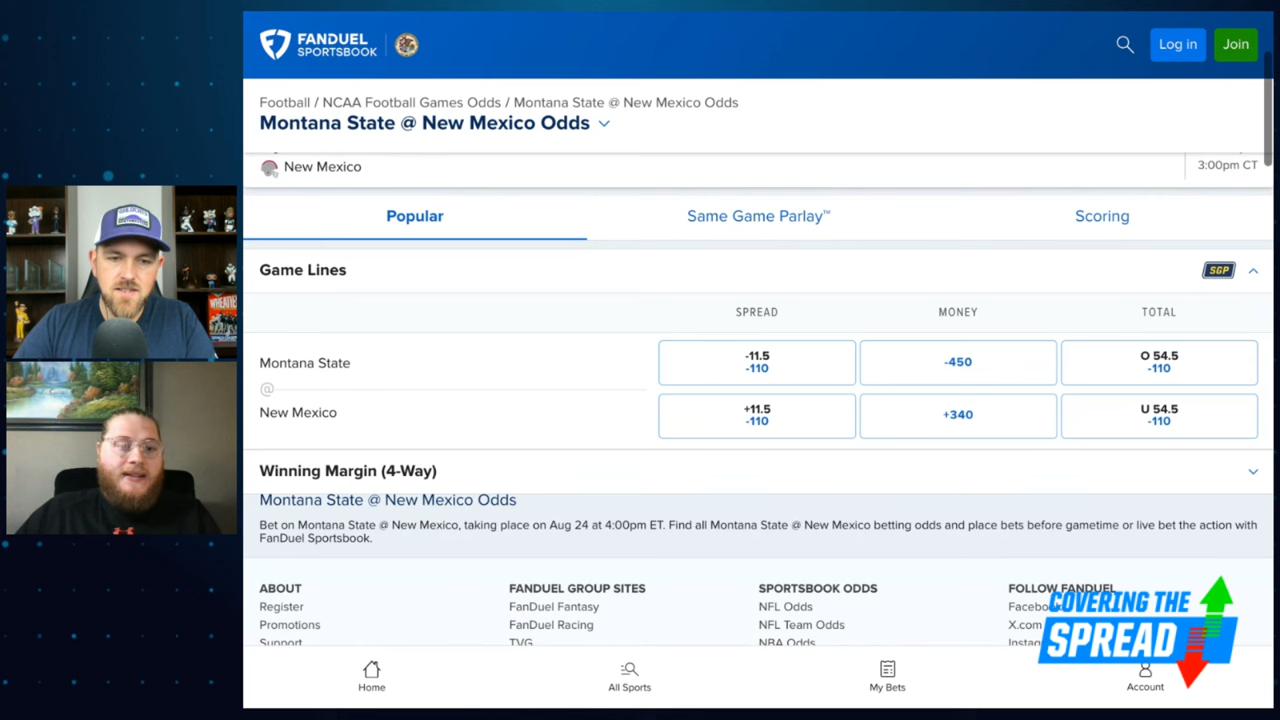 FANDUEL
SPORTSBOOK
Log in
Join
Football / NCAA Football Games Odds / Montana State @ New Mexico Odds
Montana State @ New Mexico Odds
New Mexico
3:00pm CT
Popular
Same Game Parlay™
Scoring
Game Lines
SGP
SPREAD
MONEY
TOTAL
Montana State
-11.5
-110
-450
O 54.5
-110
@
New Mexico
+11.5
-110
+340
U 54.5
-110
Winning Margin (4-Way)
Montana State @ New Mexico Odds
Bet on Montana State @ New Mexico, taking place on Aug 24 at 4:00pm ET. Find all Montana State @ New Mexico betting odds and place bets before gametime or live bet the action with
FanDuel Sportsbook.
ABOUT
FANDUEL GROUP SITES
SPORTSBOOK ODDS
FOLLOW FANDUEL
Register
FanDuel Fantasy
NFL Odds
Promotions
FanDuel Racing
NFL Team Odds
X.com
Support
TVG
NBA Odds
COVERING THE
SPREAD
Home
All Sports
My Bets
Account
WHEATIES